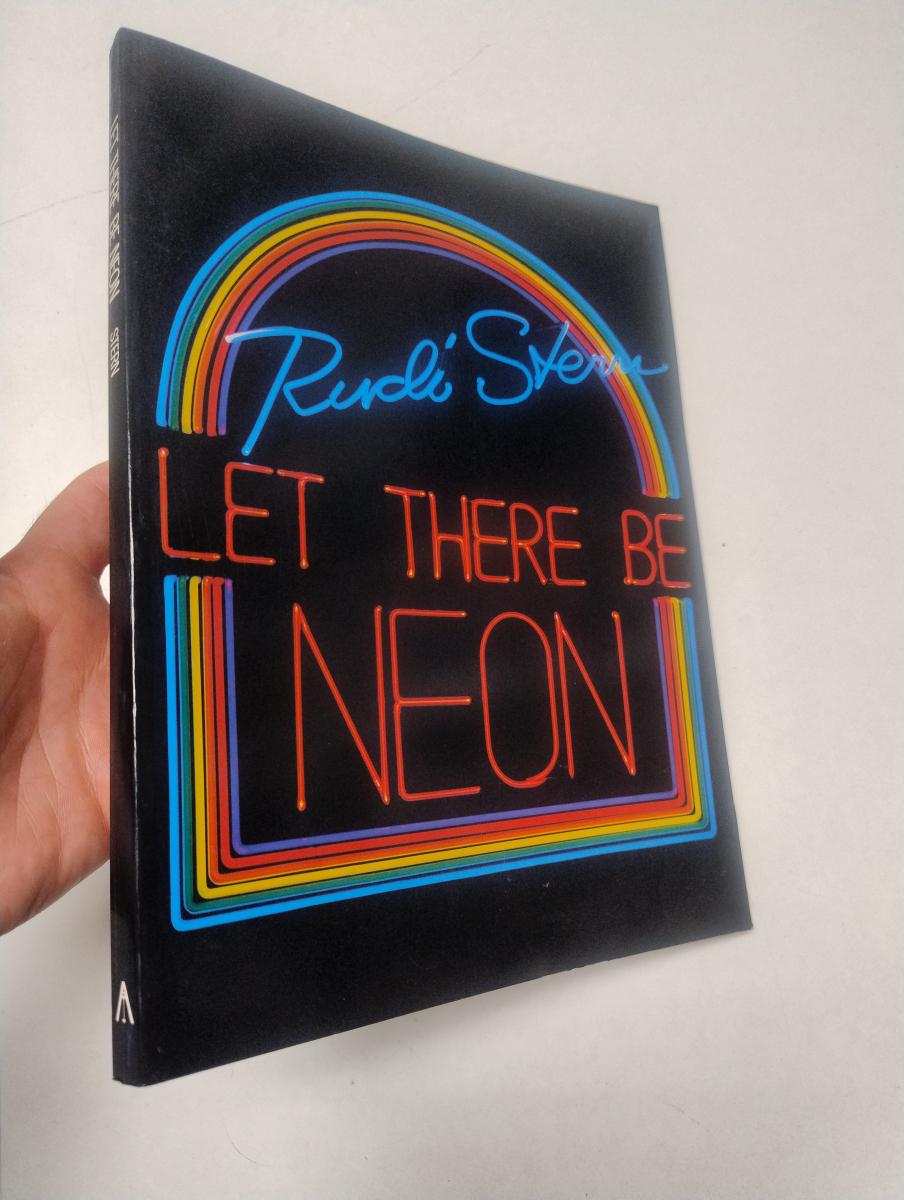 Rudi Stern
LET THERE BE
NEON
LET THERE BE NEON STERN